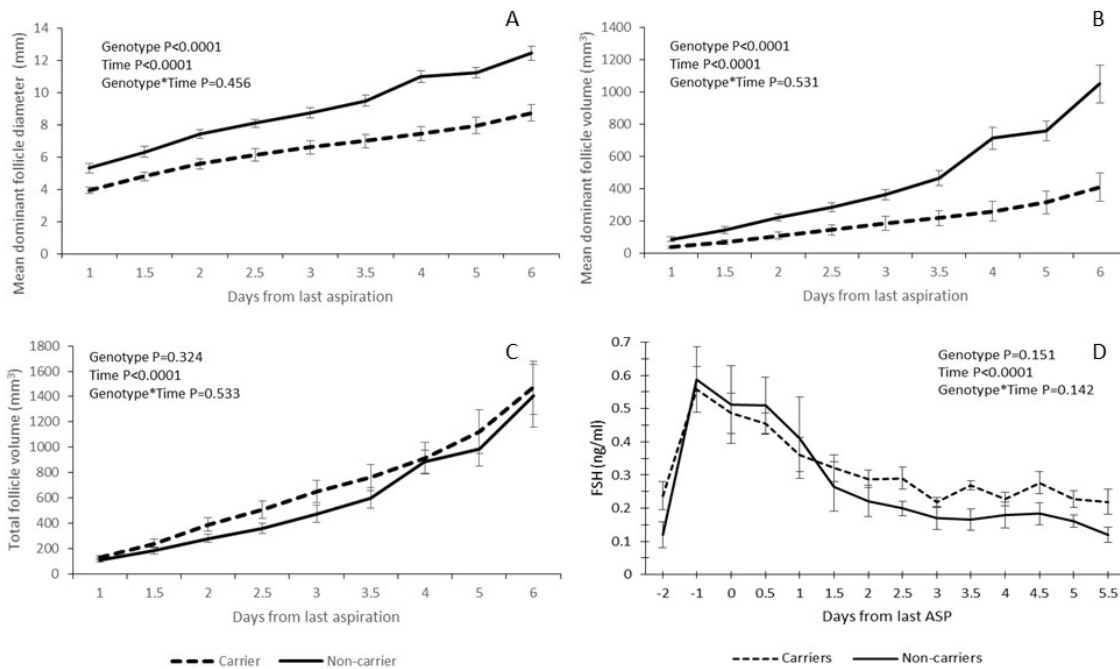 A
Mean dominant follicle diameter (mm)
14
12
10
8
6
4
2
0
Genotype P<0.0001
Time P<0.0001
Genotype*Time P=0.456
1 1.5 2 2.5 3 3.5 4 5 6
Days from last aspiration
B
Mean dominant follicle volume (mm³)
1400
1200
1000
800
600
400
200
0
Genotype P<0.0001
Time P<0.0001
Genotype*Time P=0.531
1 1.5 2 2.5 3 3.5 4 5 6
Days from last aspiration
C
Total follicle volume (mm³)
1800
1600
1400
1200
1000
800
600
400
200
0
Genotype P=0.324
Time P<0.0001
Genotype*Time P=0.533
1 1.5 2 2.5 3 3.5 4 5 6
Days from last aspiration
Carrier Non-carrier
D
FSH (ng/ml)
0.7
0.6
0.5
0.4
0.3
0.2
0.1
0
Genotype P=0.151
Time P<0.0001
Genotype*Time P=0.142
-2 -1 0 0.5 1 1.5 2 2.5 3 3.5 4 4.5 5 5.5
Days from last ASP
Carriers Non-carriers